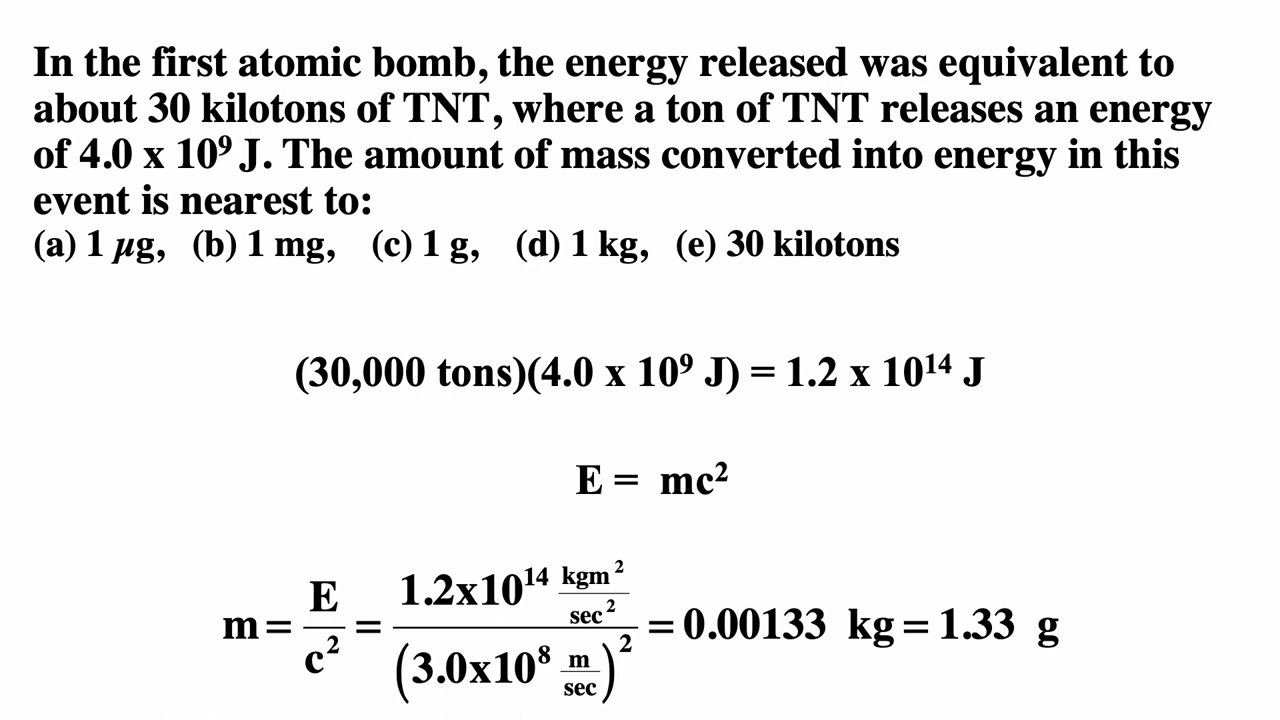 In the first atomic bomb, the energy released was equivalent to
about 30 kilotons of TNT, where a ton of TNT releases an energy
of 4.0 x 10⁹ J. The amount of mass converted into energy in this
event is nearest to:
(a) 1 µg, (b) 1 mg, (c) 1 g, (d) 1 kg, (e) 30 kilotons
(30,000 tons)(4.0 x 10⁹ J) = 1.2 x 10¹⁴ J
E = mc²
m = E/c² = 1.2x10¹⁴ kgm²/sec² / (3.0x10⁸ m/sec)² = 0.00133 kg = 1.33 g